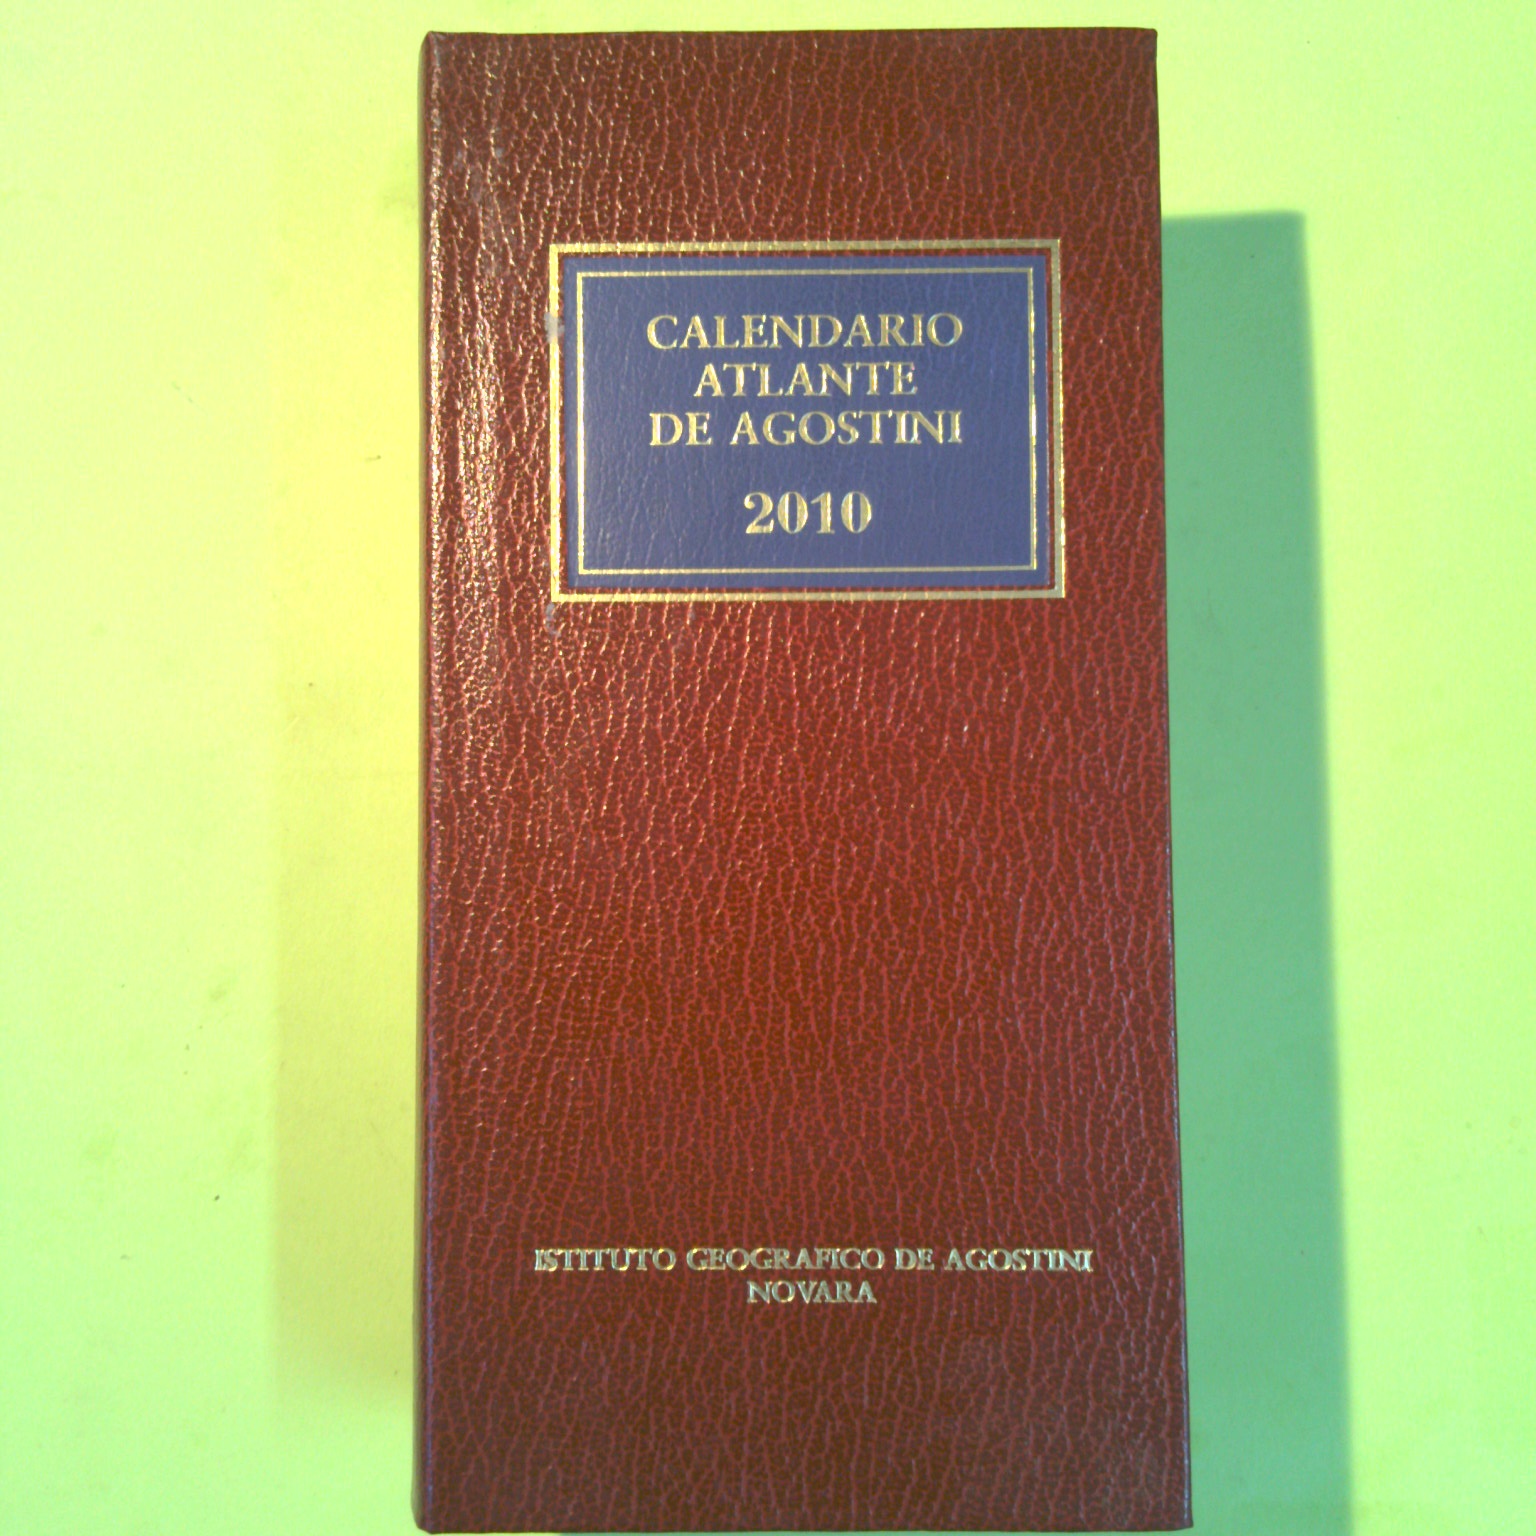 CALENDARIO
ATLANTE
DE AGOSTINI
2010
ISTITUTO GEOGRAFICO DE AGOSTINI
NOVARA